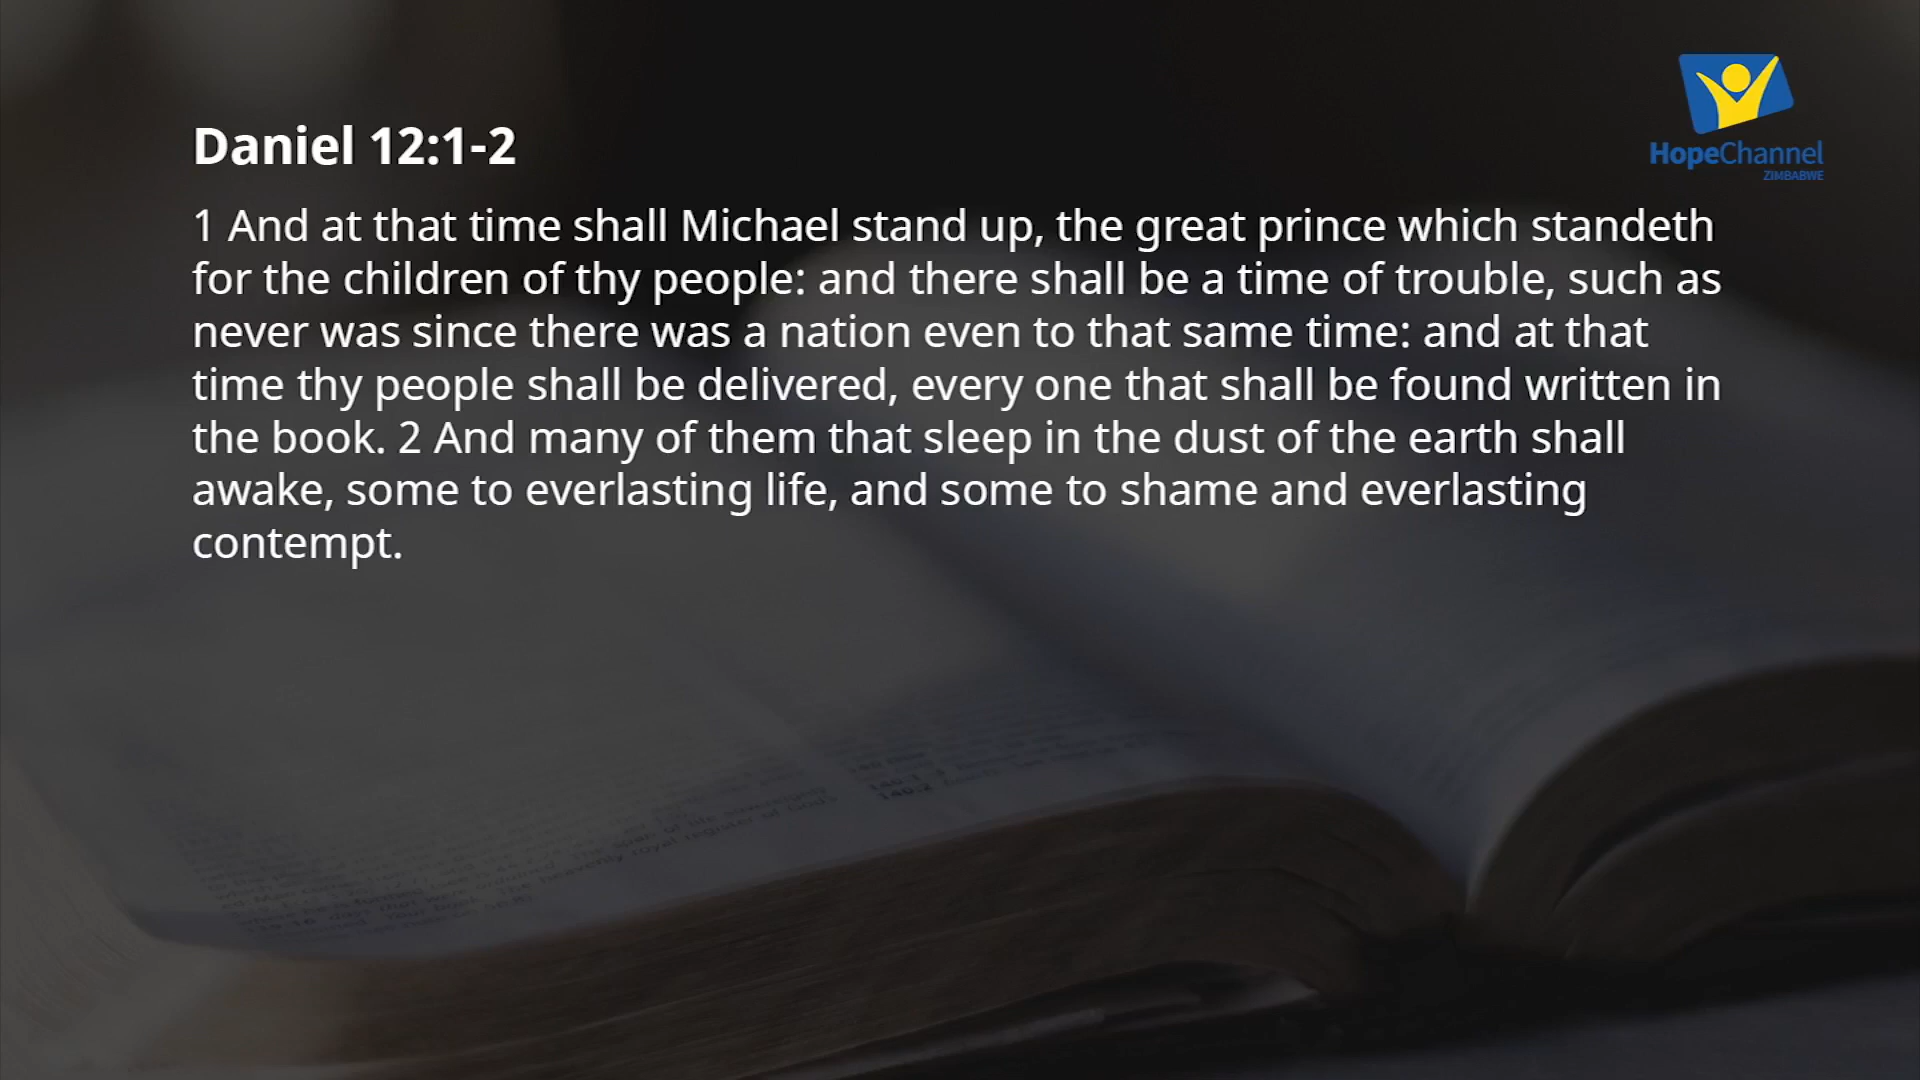 Daniel 12:1-2
1 And at that time shall Michael stand up, the great prince which standeth
for the children of thy people: and there shall be a time of trouble, such as
never was since there was a nation even to that same time: and at that
time thy people shall be delivered, every one that shall be found written in
the book. 2 And many of them that sleep in the dust of the earth shall
awake, some to everlasting life, and some to shame and everlasting
contempt.
HopeChannel
ZIMBABWE
140:2